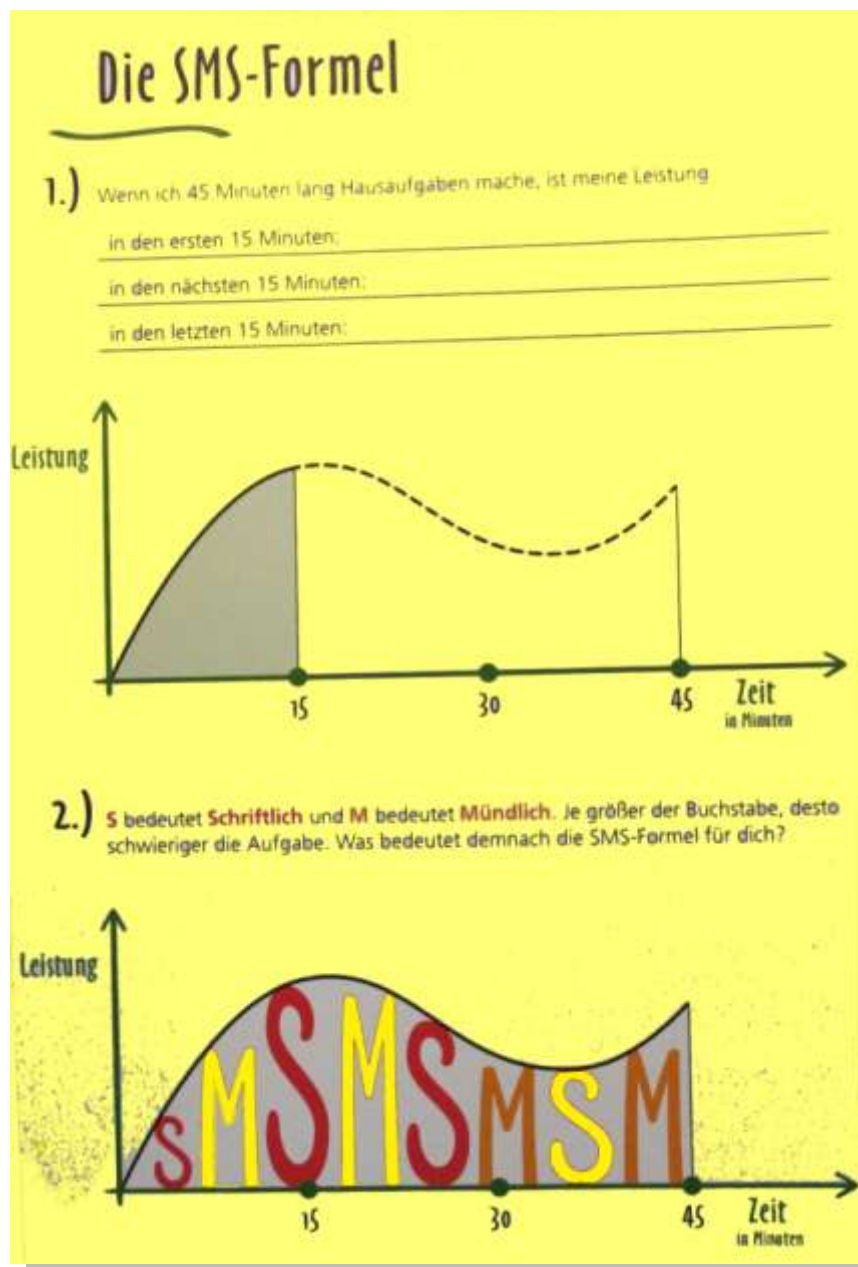 Die SMS-Formel
1.) Wenn ich 45 Minuten lang Hausaufgaben mache, ist meine Leistung
in den ersten 15 Minuten:
in den nächsten 15 Minuten:
in den letzten 15 Minuten:
Leistung
15
30
45
Zeit
in Minuten
2.) S bedeutet Schriftlich und M bedeutet Mündlich. Je größer der Buchstabe, desto
schwieriger die Aufgabe. Was bedeutet demnach die SMS-Formel für dich?
Leistung
S M S M S M S M
15
30
45
Zeit
in Minuten